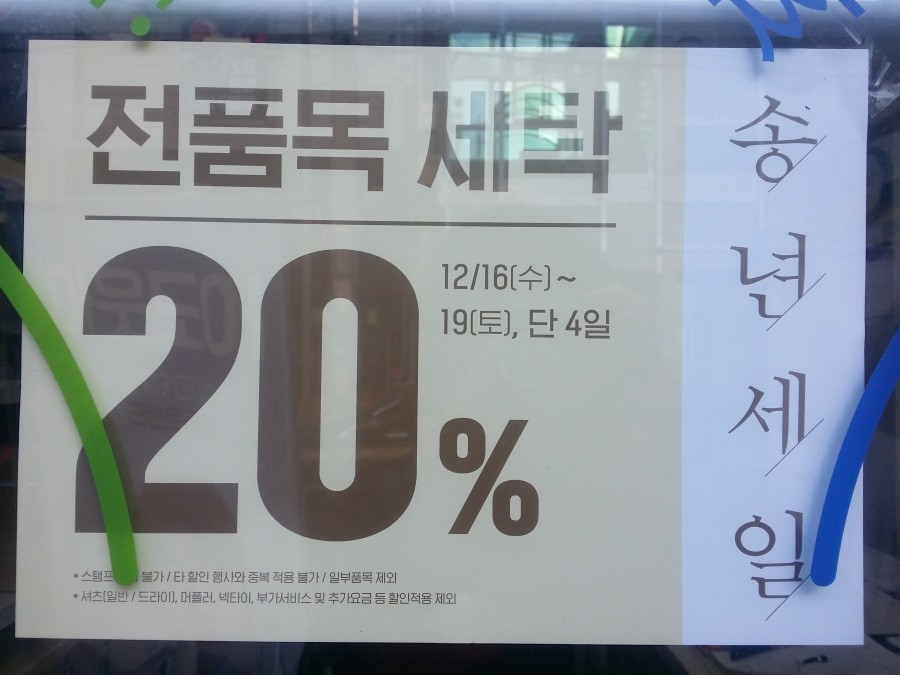 전품목 세탁
20%
12/16(수)~
19(토), 단 4일
* 스탬프 불가 / 타 할인 행사와 중복 적용 불가 / 일부품목 제외
* 셔츠(일반 / 드라이), 머플러, 넥타이, 부가서비스 및 추가요금 등 할인적용 제외
송년세일